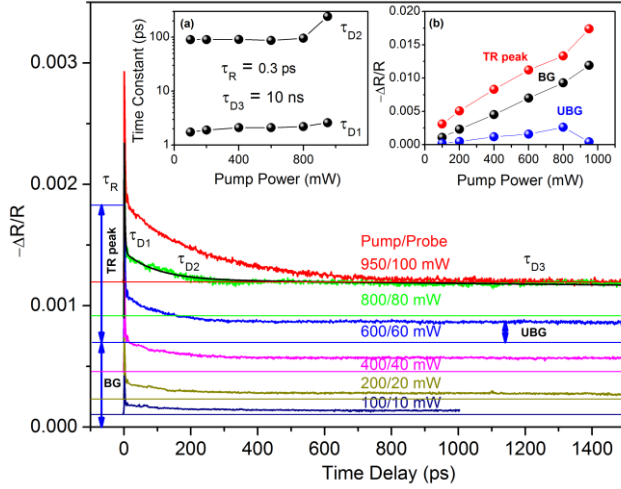 (a)
Time Constant (ps)
100
10
1
τR = 0.3 ps
τD3 = 10 ns
τD2
τD1
0 400 800
Pump Power (mW)
(b)
−ΔR/R
0.020
0.015
0.010
0.005
0.000
TR peak
BG
UBG
0 200 400 600 800 1000
Pump Power (mW)
−ΔR/R
0.003
0.002
0.001
0.000
τR
τD1
τD2
τD3
TR peak
BG
UBG
Pump/Probe
950/100 mW
800/80 mW
600/60 mW
400/40 mW
200/20 mW
100/10 mW
0 200 400 600 800 1000 1200 1400
Time Delay (ps)